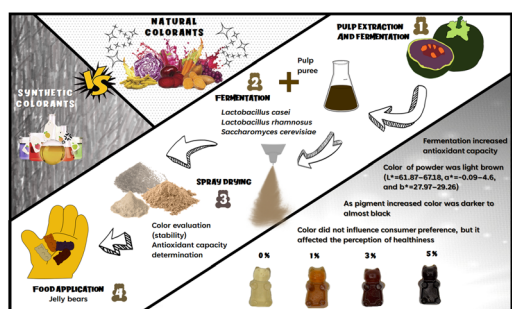 NATURAL
COLORANTS
VS
SYNTHETIC
COLORANTS
PULP EXTRACTION
AND FERMENTATION
1
Pulp
puree
2
+
FERMENTATION
Lactobacillus casei
Lactobacillus rhamnosus
Saccharomyces cerevisiae
SPRAY DRYING
3
Color evaluation
(stability)
Antioxidant capacity
determination
FOOD APPLICATION
Jelly bears
4
Fermentation increased
antioxidant capacity
Color of powder was light brown
(L*=61.87–67.18, a*=-0.09–4.6,
and b*=27.97–29.26)
As pigment increased color was darker to
almost black
Color did not influence consumer preference, but it
affected the perception of healthiness
0 %
1 %
3 %
5 %